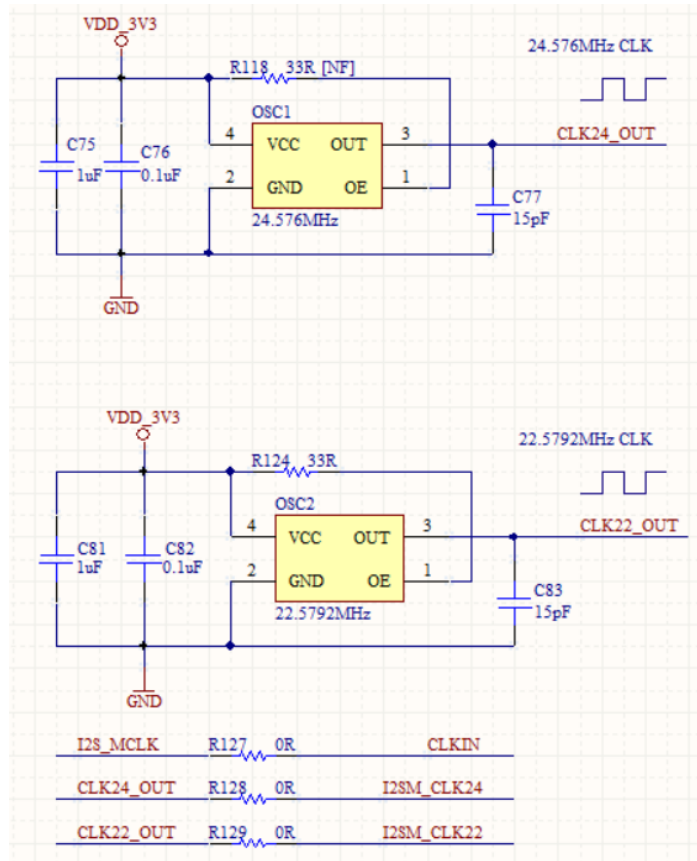 VDD_3V3
24.576MHz CLK
R118 33R [NF]
OSC1
C75
1uF
C76
0.1uF
4 VCC OUT 3
CLK24_OUT
2 GND OE 1
C77
15pF
24.576MHz
GND
VDD_3V3
22.5792MHz CLK
R124 33R
OSC2
4 VCC OUT 3
CLK22_OUT
C81
1uF
C82
0.1uF
2 GND OE 1
C83
15pF
22.5792MHz
GND
I2S_MCLK R127 0R CLKIN
CLK24_OUT R128 0R I2SM_CLK24
CLK22_OUT R129 0R I2SM_CLK22